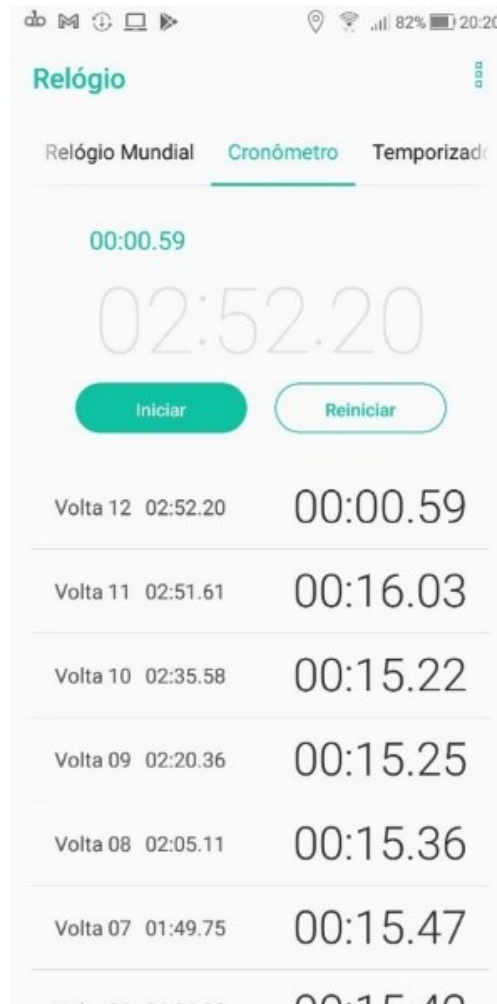 82% 20:20
Relógio
Relógio Mundial Cronômetro Temporizad
00:00.59
02:52.20
Iniciar Reiniciar
Volta 12 02:52.20 00:00.59
Volta 11 02:51.61 00:16.03
Volta 10 02:35.58 00:15.22
Volta 09 02:20.36 00:15.25
Volta 08 02:05.11 00:15.36
Volta 07 01:49.75 00:15.47